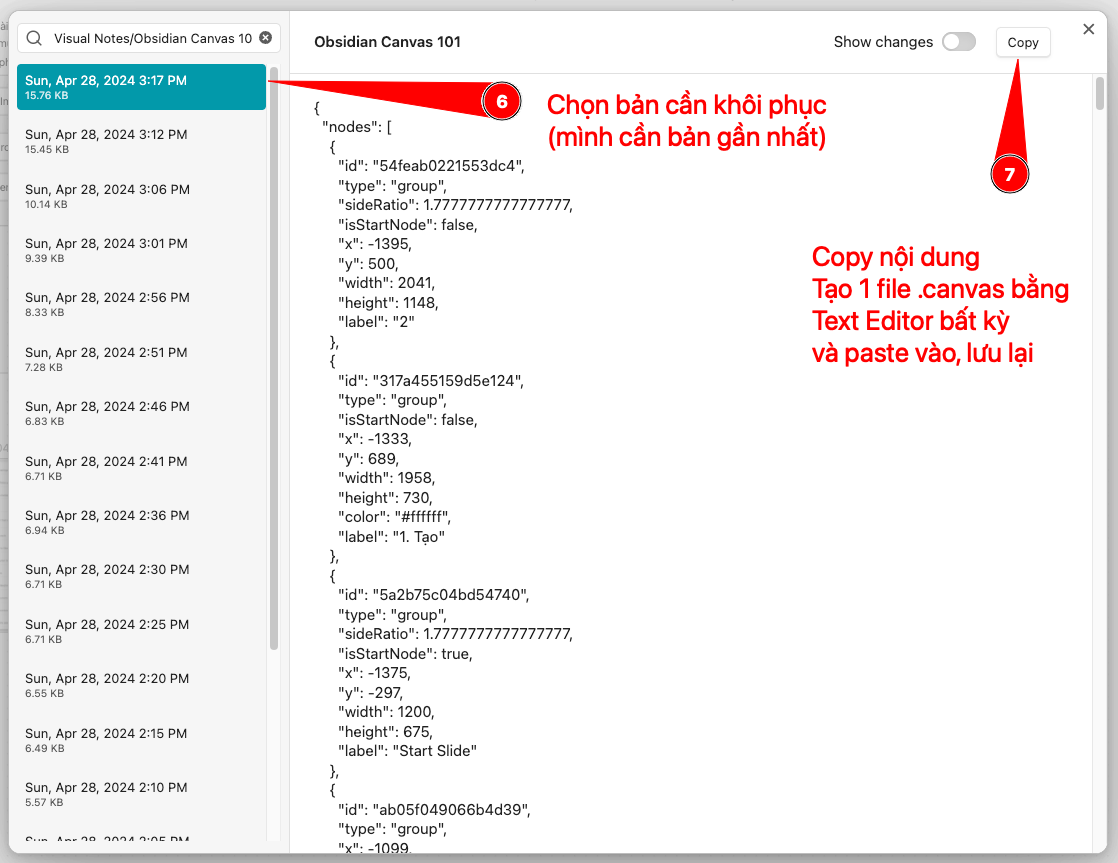 Visual Notes/Obsidian Canvas 10
Sun, Apr 28, 2024 3:17 PM
15.76 KB
Sun, Apr 28, 2024 3:12 PM
15.45 KB
Sun, Apr 28, 2024 3:06 PM
10.14 KB
Sun, Apr 28, 2024 3:01 PM
9.39 KB
Sun, Apr 28, 2024 2:56 PM
8.33 KB
Sun, Apr 28, 2024 2:51 PM
7.28 KB
Sun, Apr 28, 2024 2:46 PM
6.83 KB
Sun, Apr 28, 2024 2:41 PM
6.71 KB
Sun, Apr 28, 2024 2:36 PM
6.94 KB
Sun, Apr 28, 2024 2:30 PM
6.71 KB
Sun, Apr 28, 2024 2:25 PM
6.71 KB
Sun, Apr 28, 2024 2:20 PM
6.55 KB
Sun, Apr 28, 2024 2:15 PM
6.49 KB
Sun, Apr 28, 2024 2:10 PM
5.57 KB
Sun, Apr 28, 2024 2:05 PM
Obsidian Canvas 101
Show changes
Copy
{
"nodes": [
{
"id": "54feab0221553dc4",
"type": "group",
"sideRatio": 1.7777777777777777,
"isStartNode": false,
"x": -1395,
"y": 500,
"width": 2041,
"height": 1148,
"label": "2"
},
{
"id": "317a455159d5e124",
"type": "group",
"isStartNode": false,
"x": -1333,
"y": 689,
"width": 1958,
"height": 730,
"color": "#ffffff",
"label": "1. Tạo"
},
{
"id": "5a2b75c04bd54740",
"type": "group",
"sideRatio": 1.7777777777777777,
"isStartNode": true,
"x": -1375,
"y": -297,
"width": 1200,
"height": 675,
"label": "Start Slide"
},
{
"id": "ab05f049066b4d39",
"type": "group",
"x": -1099,
6
Chọn bản cần khôi phục
(mình cần bản gần nhất)
7
Copy nội dung
Tạo 1 file .canvas bằng
Text Editor bất kỳ
và paste vào, lưu lại